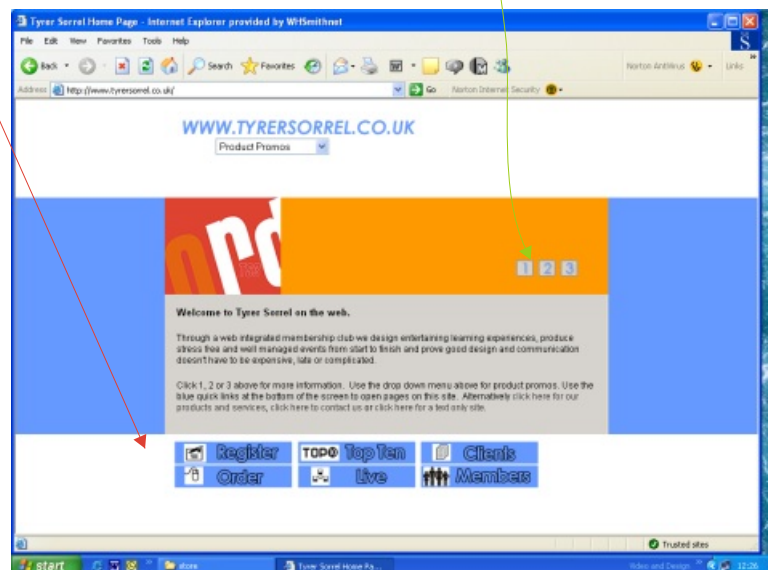 Tyrer Sorrel Home Page - Internet Explorer provided by WHSmithnet
File Edit View Favorites Tools Help
Back Search Favorites Norton AntiVirus Links
Address http://www.tyrersorrel.co.uk/ Go Norton Internet Security
WWW.TYRERSORREL.CO.UK
Product Promos
1 2 3
Welcome to Tyrer Sorrel on the web.
Through a web integrated membership club we design entertaining learning experiences, produce
stress free and well managed events from start to finish and prove good design and communication
doesn't have to be expensive, late or complicated.
Click 1, 2 or 3 above for more information. Use the drop down menu above for product promos. Use the
blue quick links at the bottom of the screen to open pages on this site. Alternatively click here for our
products and services, click here to contact us or click here for a text only site.
Register TOP Top Ten Clients
Order Live Members
Trusted sites
start store Tyrer Sorrel Home Pa... Video and Design 12:26